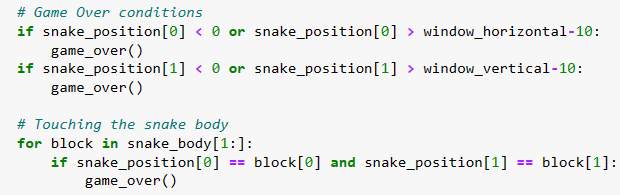 # Game Over conditions
if snake_position[0] < 0 or snake_position[0] > window_horizontal-10:
    game_over()
if snake_position[1] < 0 or snake_position[1] > window_vertical-10:
    game_over()

# Touching the snake body
for block in snake_body[1:]:
    if snake_position[0] == block[0] and snake_position[1] == block[1]:
        game_over()